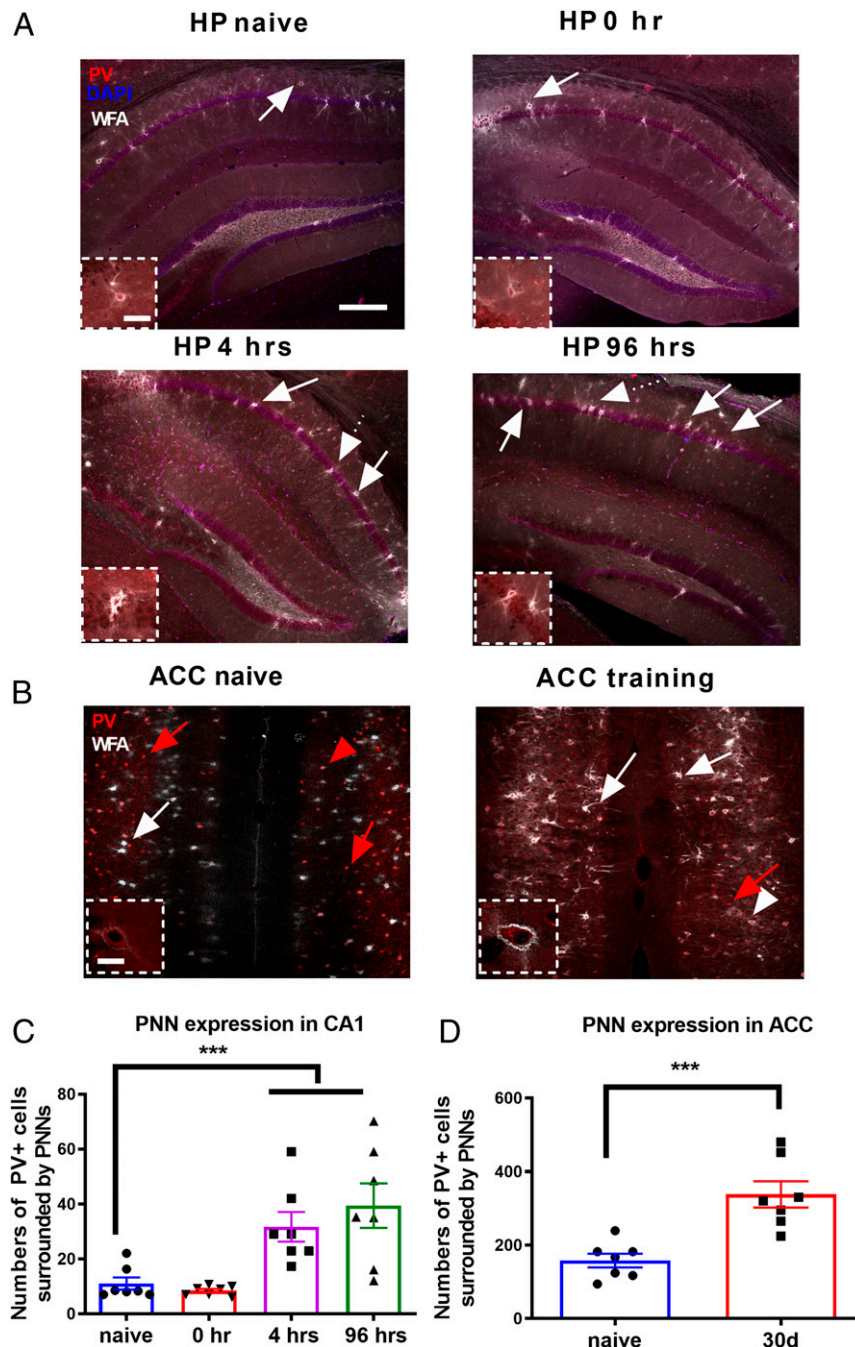 A
HP naive
HP 0 hr
PV
DAPI
WFA
HP 4 hrs
HP 96 hrs
B
ACC naive
ACC training
PV
WFA
C
PNN expression in CA1
***
Numbers of PV+ cells
surrounded by PNNs
80
60
40
20
0
naive
0 hr
4 hrs
96 hrs
D
PNN expression in ACC
***
Numbers of PV+ cells
surrounded by PNNs
600
400
200
0
naive
30d